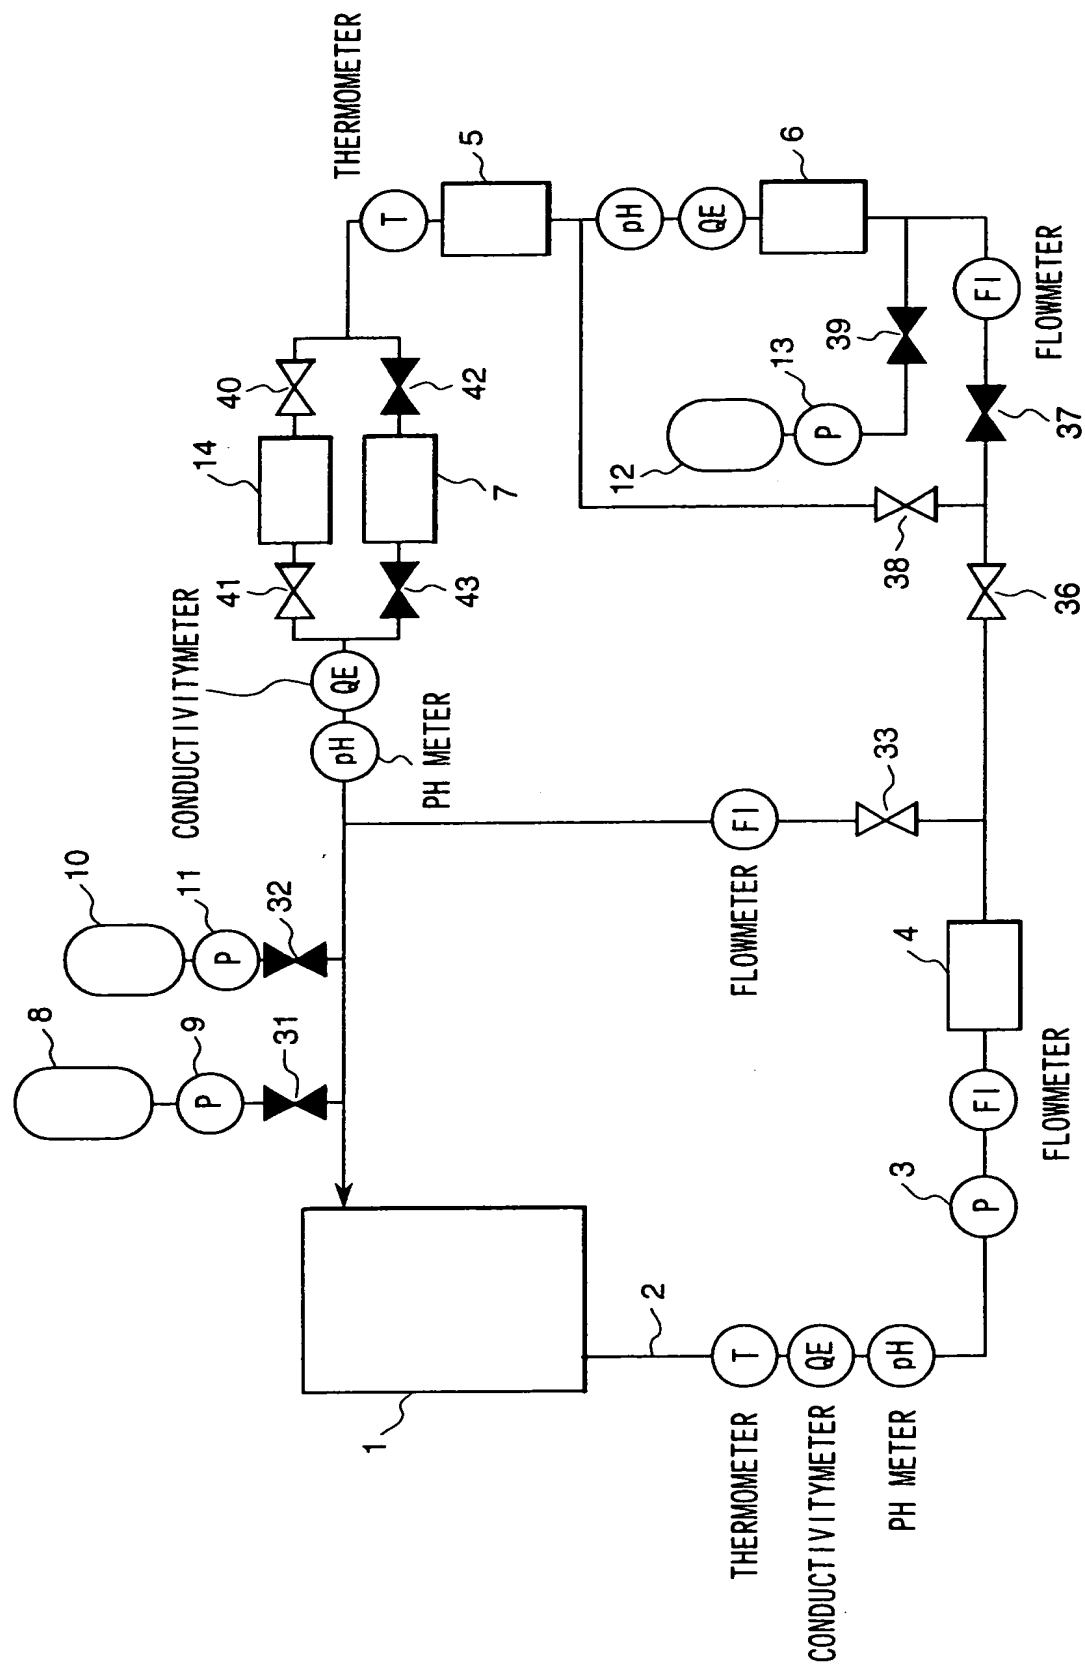 THERMOMETER
T
5
pH
QE
6
FI
FLOWMETER
40
42
14
7
41
43
39
13
P
12
37
38
36
CONDUCTIVITYMETER
QE
pH
PH METER
33
FI
FLOWMETER
10
11
P
32
8
9
P
31
4
FI
FLOWMETER
3
P
1
2
T
QE
pH
THERMOMETER
CONDUCTIVITYMETER
PH METER